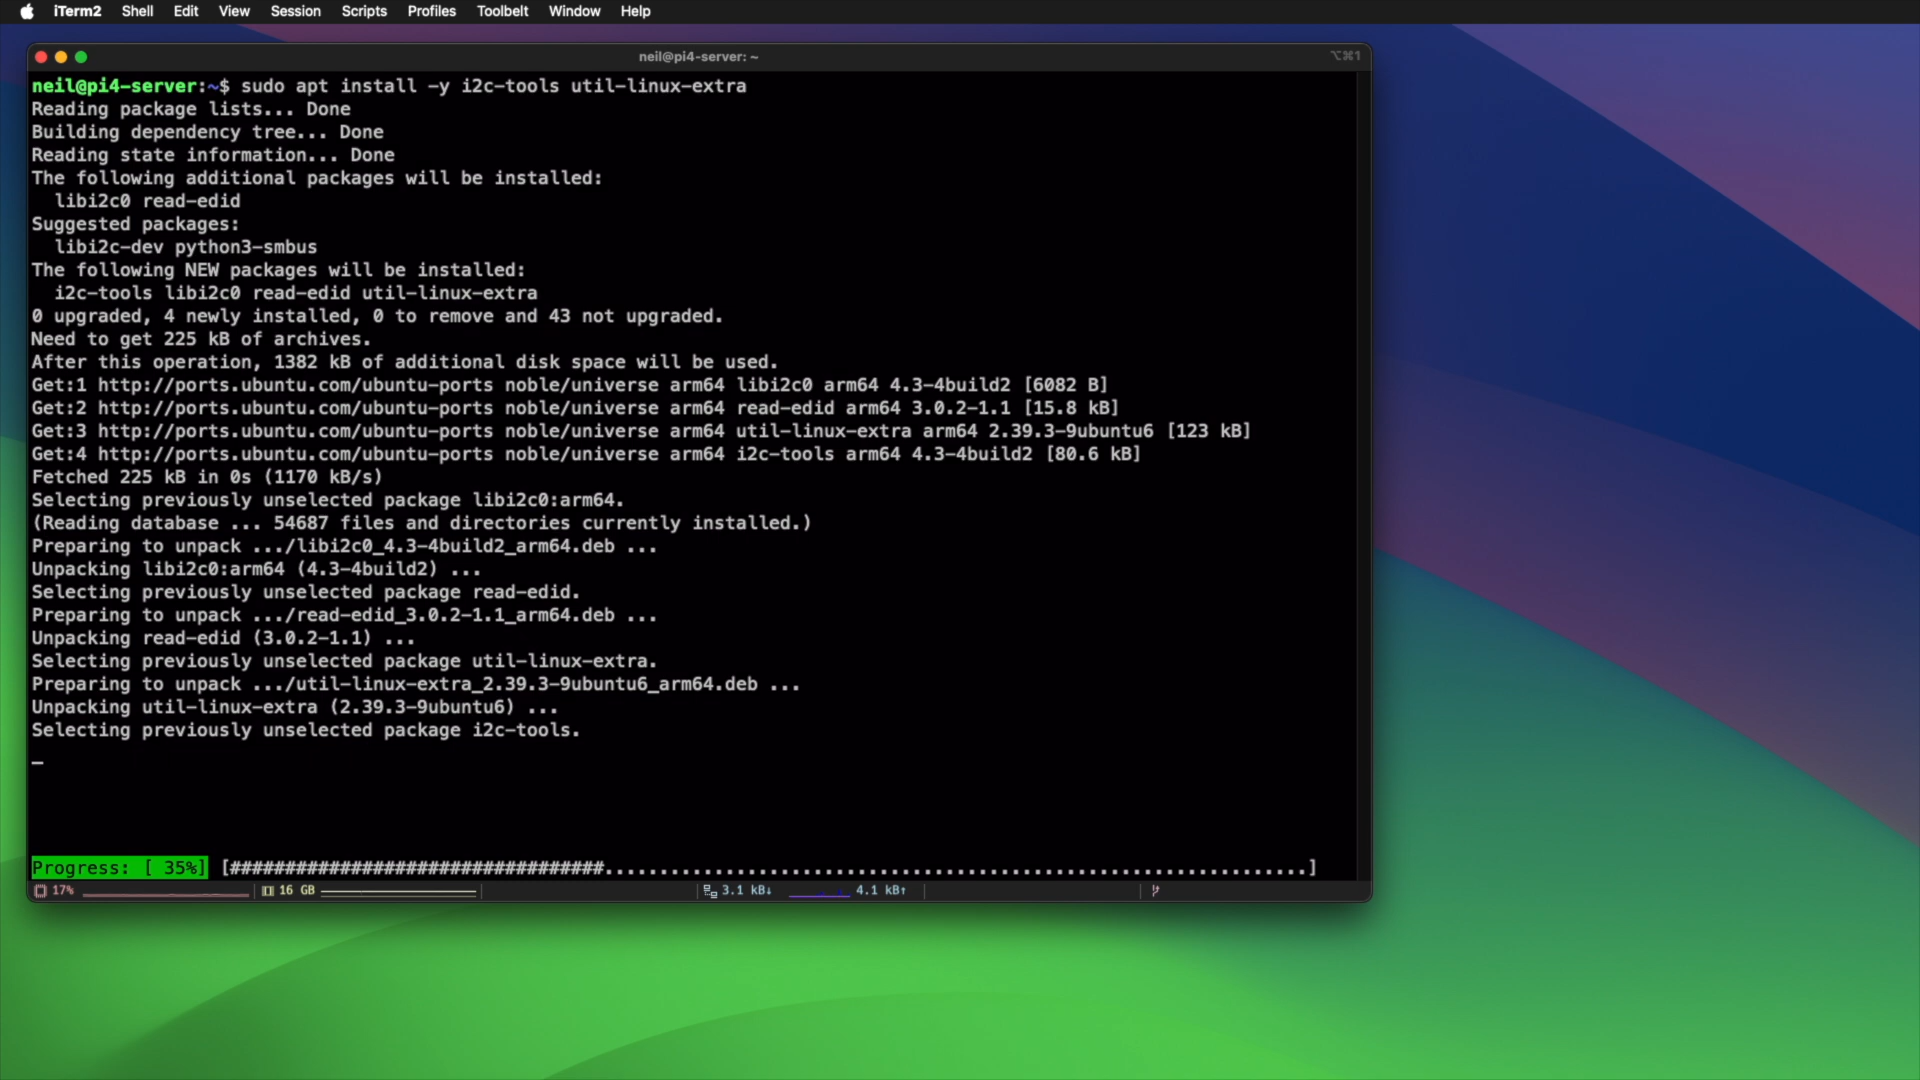 iTerm2 Shell Edit View Session Scripts Profiles Toolbelt Window Help
neil@pi4-server: ~
⌥⌘1
neil@pi4-server:~$ sudo apt install -y i2c-tools util-linux-extra
Reading package lists... Done
Building dependency tree... Done
Reading state information... Done
The following additional packages will be installed:
  libi2c0 read-edid
Suggested packages:
  libi2c-dev python3-smbus
The following NEW packages will be installed:
  i2c-tools libi2c0 read-edid util-linux-extra
0 upgraded, 4 newly installed, 0 to remove and 43 not upgraded.
Need to get 225 kB of archives.
After this operation, 1382 kB of additional disk space will be used.
Get:1 http://ports.ubuntu.com/ubuntu-ports noble/universe arm64 libi2c0 arm64 4.3-4build2 [6082 B]
Get:2 http://ports.ubuntu.com/ubuntu-ports noble/universe arm64 read-edid arm64 3.0.2-1.1 [15.8 kB]
Get:3 http://ports.ubuntu.com/ubuntu-ports noble/universe arm64 util-linux-extra arm64 2.39.3-9ubuntu6 [123 kB]
Get:4 http://ports.ubuntu.com/ubuntu-ports noble/universe arm64 i2c-tools arm64 4.3-4build2 [80.6 kB]
Fetched 225 kB in 0s (1170 kB/s)
Selecting previously unselected package libi2c0:arm64.
(Reading database ... 54687 files and directories currently installed.)
Preparing to unpack .../libi2c0_4.3-4build2_arm64.deb ...
Unpacking libi2c0:arm64 (4.3-4build2) ...
Selecting previously unselected package read-edid.
Preparing to unpack .../read-edid_3.0.2-1.1_arm64.deb ...
Unpacking read-edid (3.0.2-1.1) ...
Selecting previously unselected package util-linux-extra.
Preparing to unpack .../util-linux-extra_2.39.3-9ubuntu6_arm64.deb ...
Unpacking util-linux-extra (2.39.3-9ubuntu6) ...
Selecting previously unselected package i2c-tools.
Progress: [ 35%] [##################################................................................................]
17% 16 GB 3.1 kB↓ 4.1 kB↑